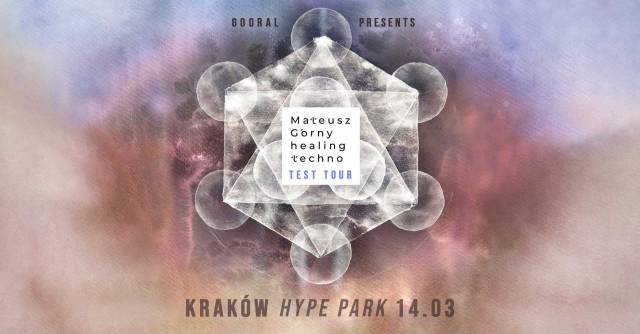 GOORAL PRESENTS
Mateusz
Górny
healing
techno
TEST TOUR
KRAKÓW HYPE PARK 14.03